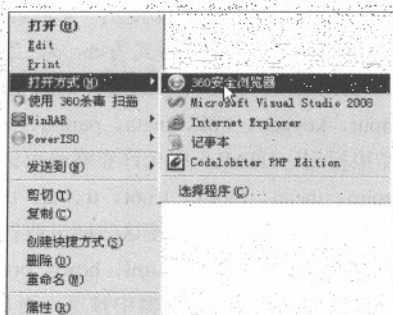 打开(O)
Edit
Print
打开方式(H)
使用 360杀毒 扫描
WinRAR
PowerISO
发送到(N)
剪切(T)
复制(C)
创建快捷方式(S)
删除(D)
重命名(M)
属性(R)
360安全浏览器
Microsoft Visual Studio 2008
Internet Explorer
记事本
Codelobster PHP Edition
选择程序(C)...